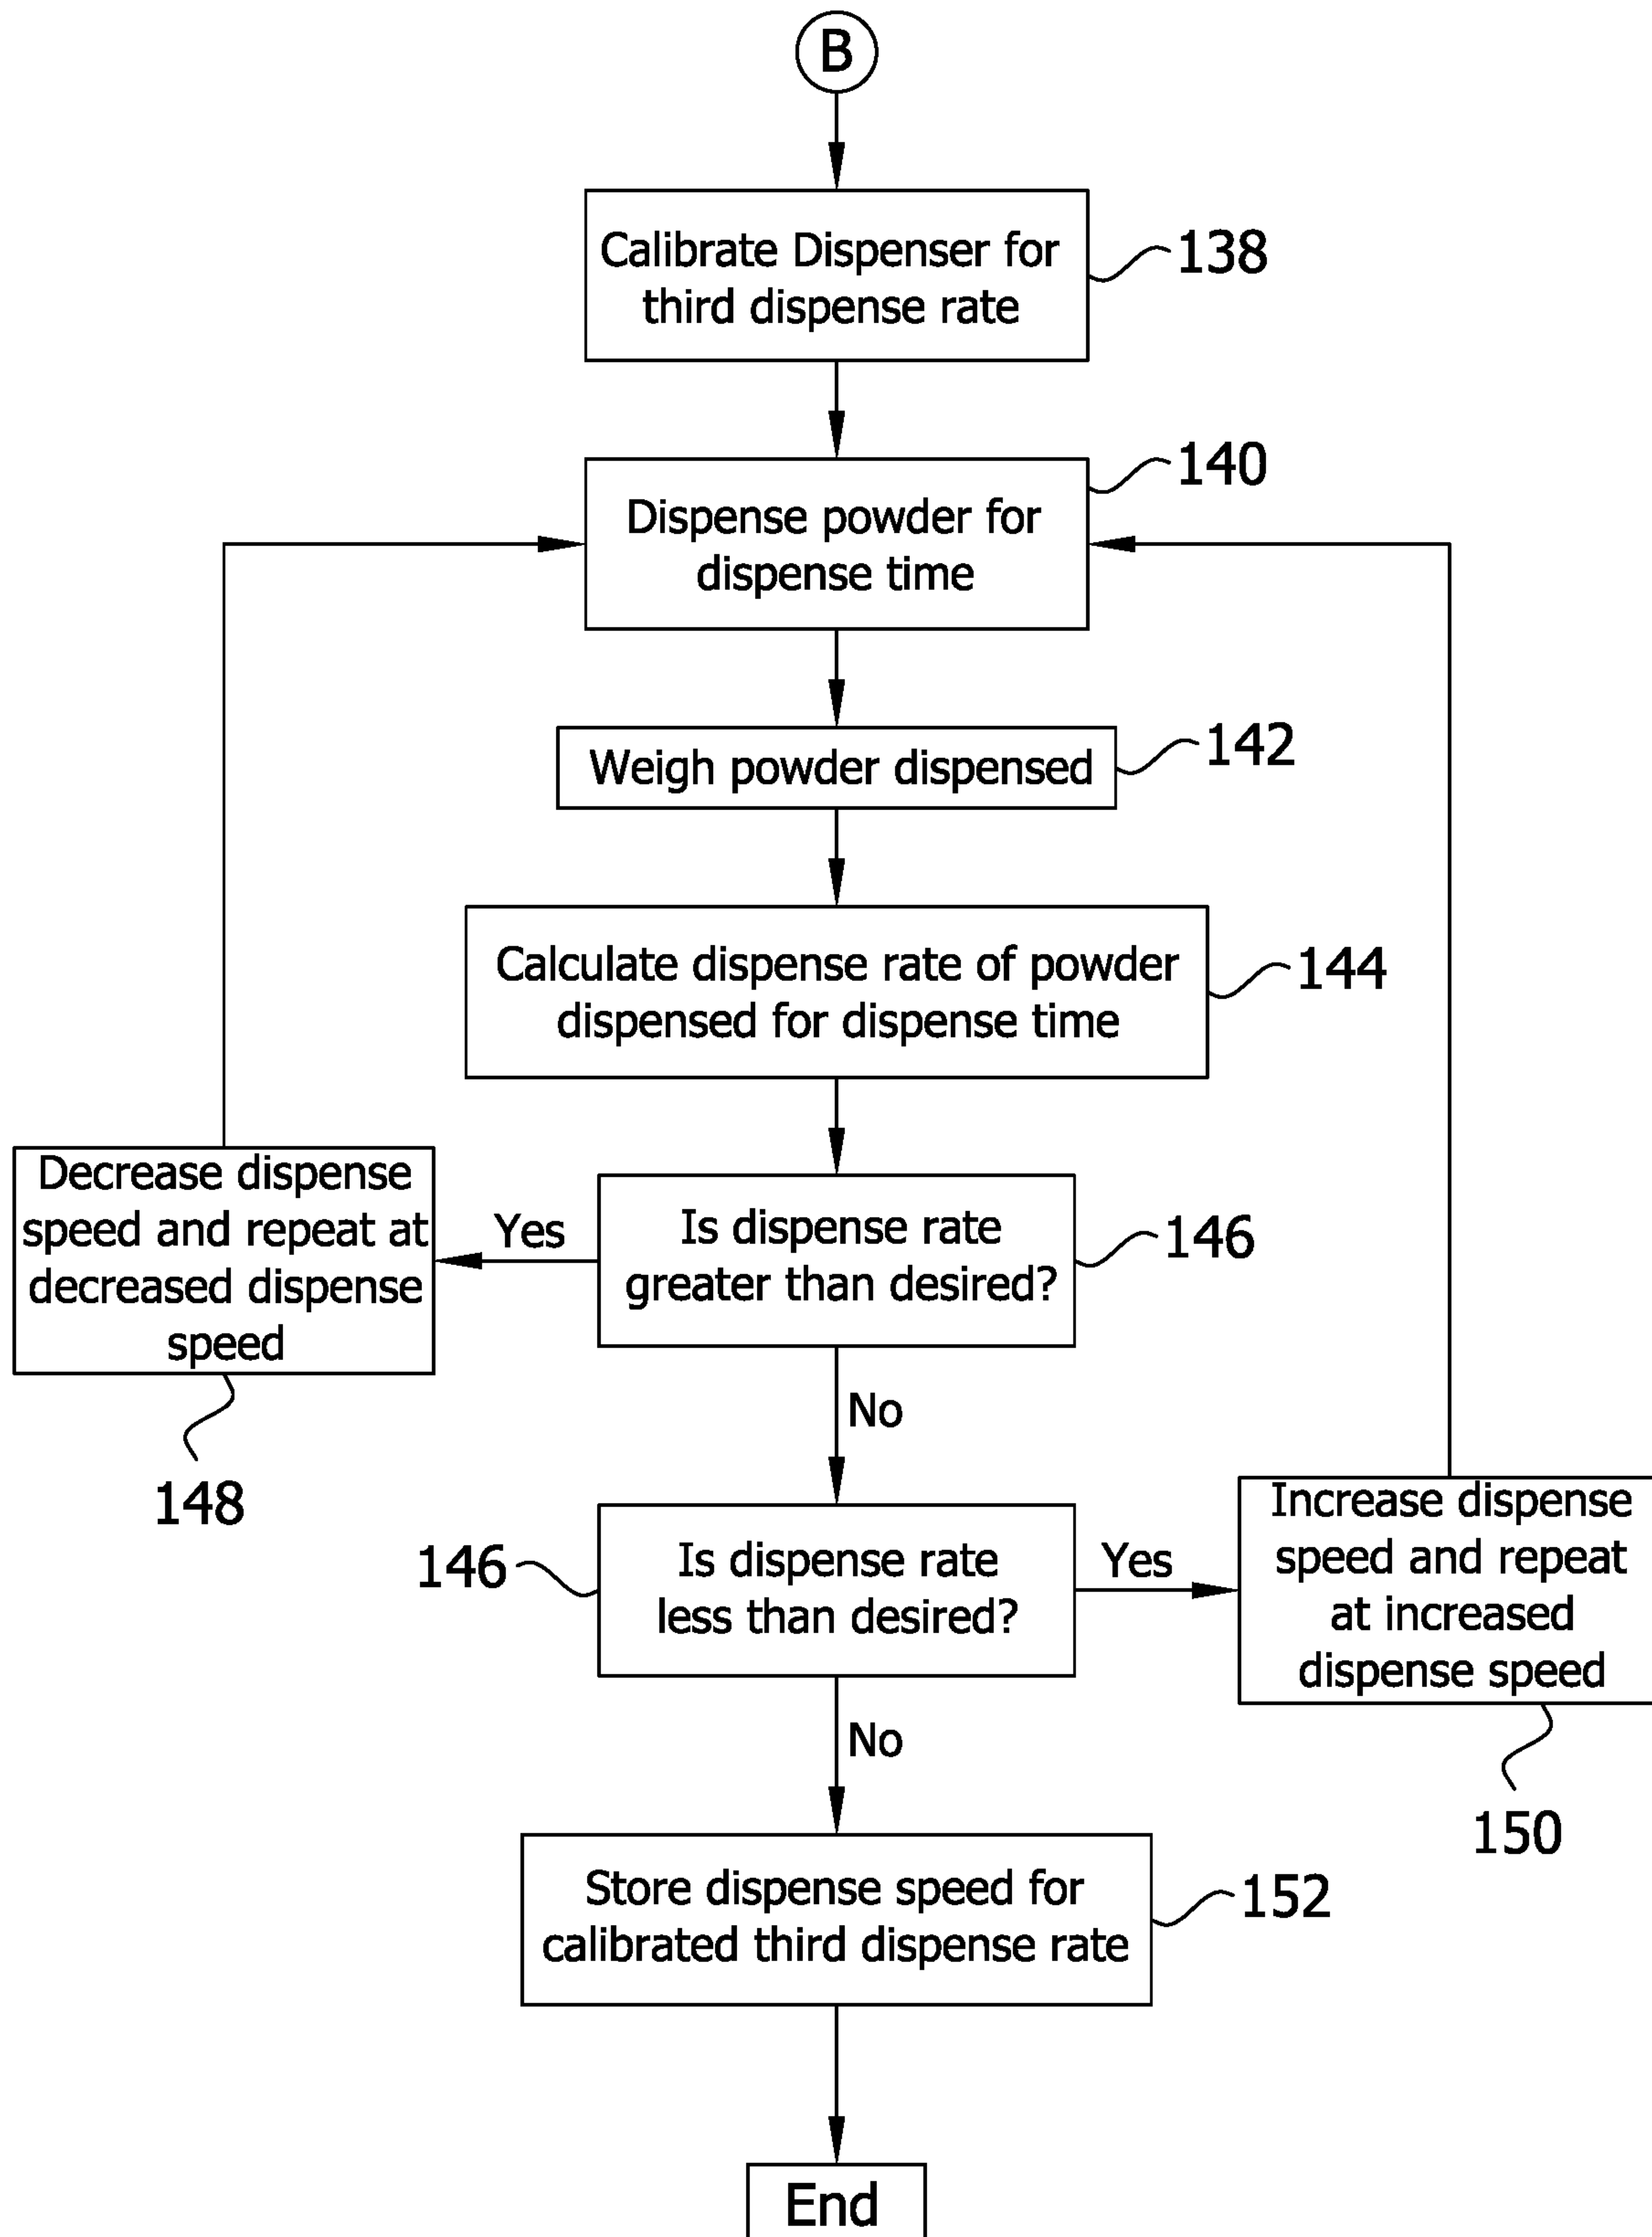 B
Calibrate Dispenser for
third dispense rate
138
Dispense powder for
dispense time
140
Weigh powder dispensed
142
Calculate dispense rate of powder
dispensed for dispense time
144
Is dispense rate
greater than desired?
146
Yes
Decrease dispense
speed and repeat at
decreased dispense
speed
148
No
Is dispense rate
less than desired?
146
Yes
Increase dispense
speed and repeat
at increased
dispense speed
150
No
Store dispense speed for
calibrated third dispense rate
152
End